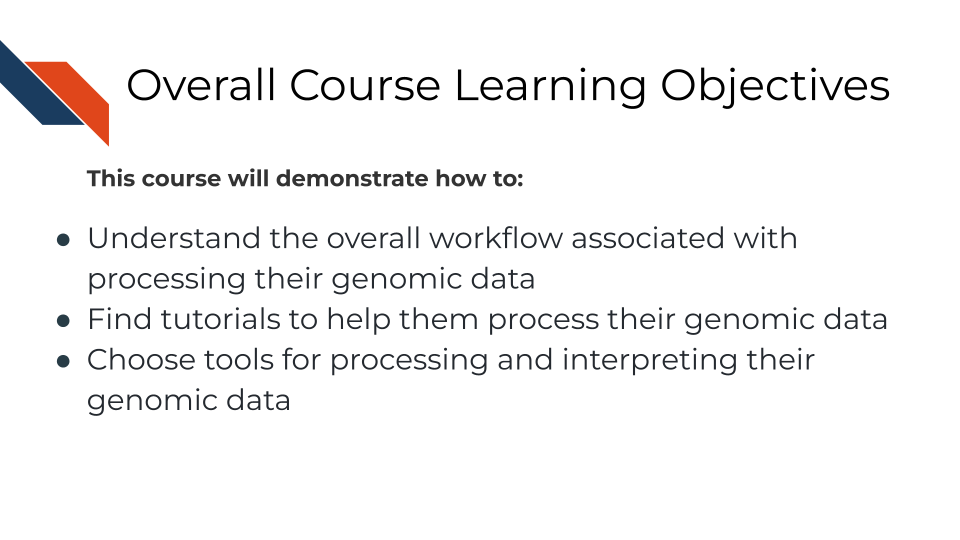 Overall Course Learning Objectives
This course will demonstrate how to:
● Understand the overall workflow associated with
processing their genomic data
● Find tutorials to help them process their genomic data
● Choose tools for processing and interpreting their
genomic data